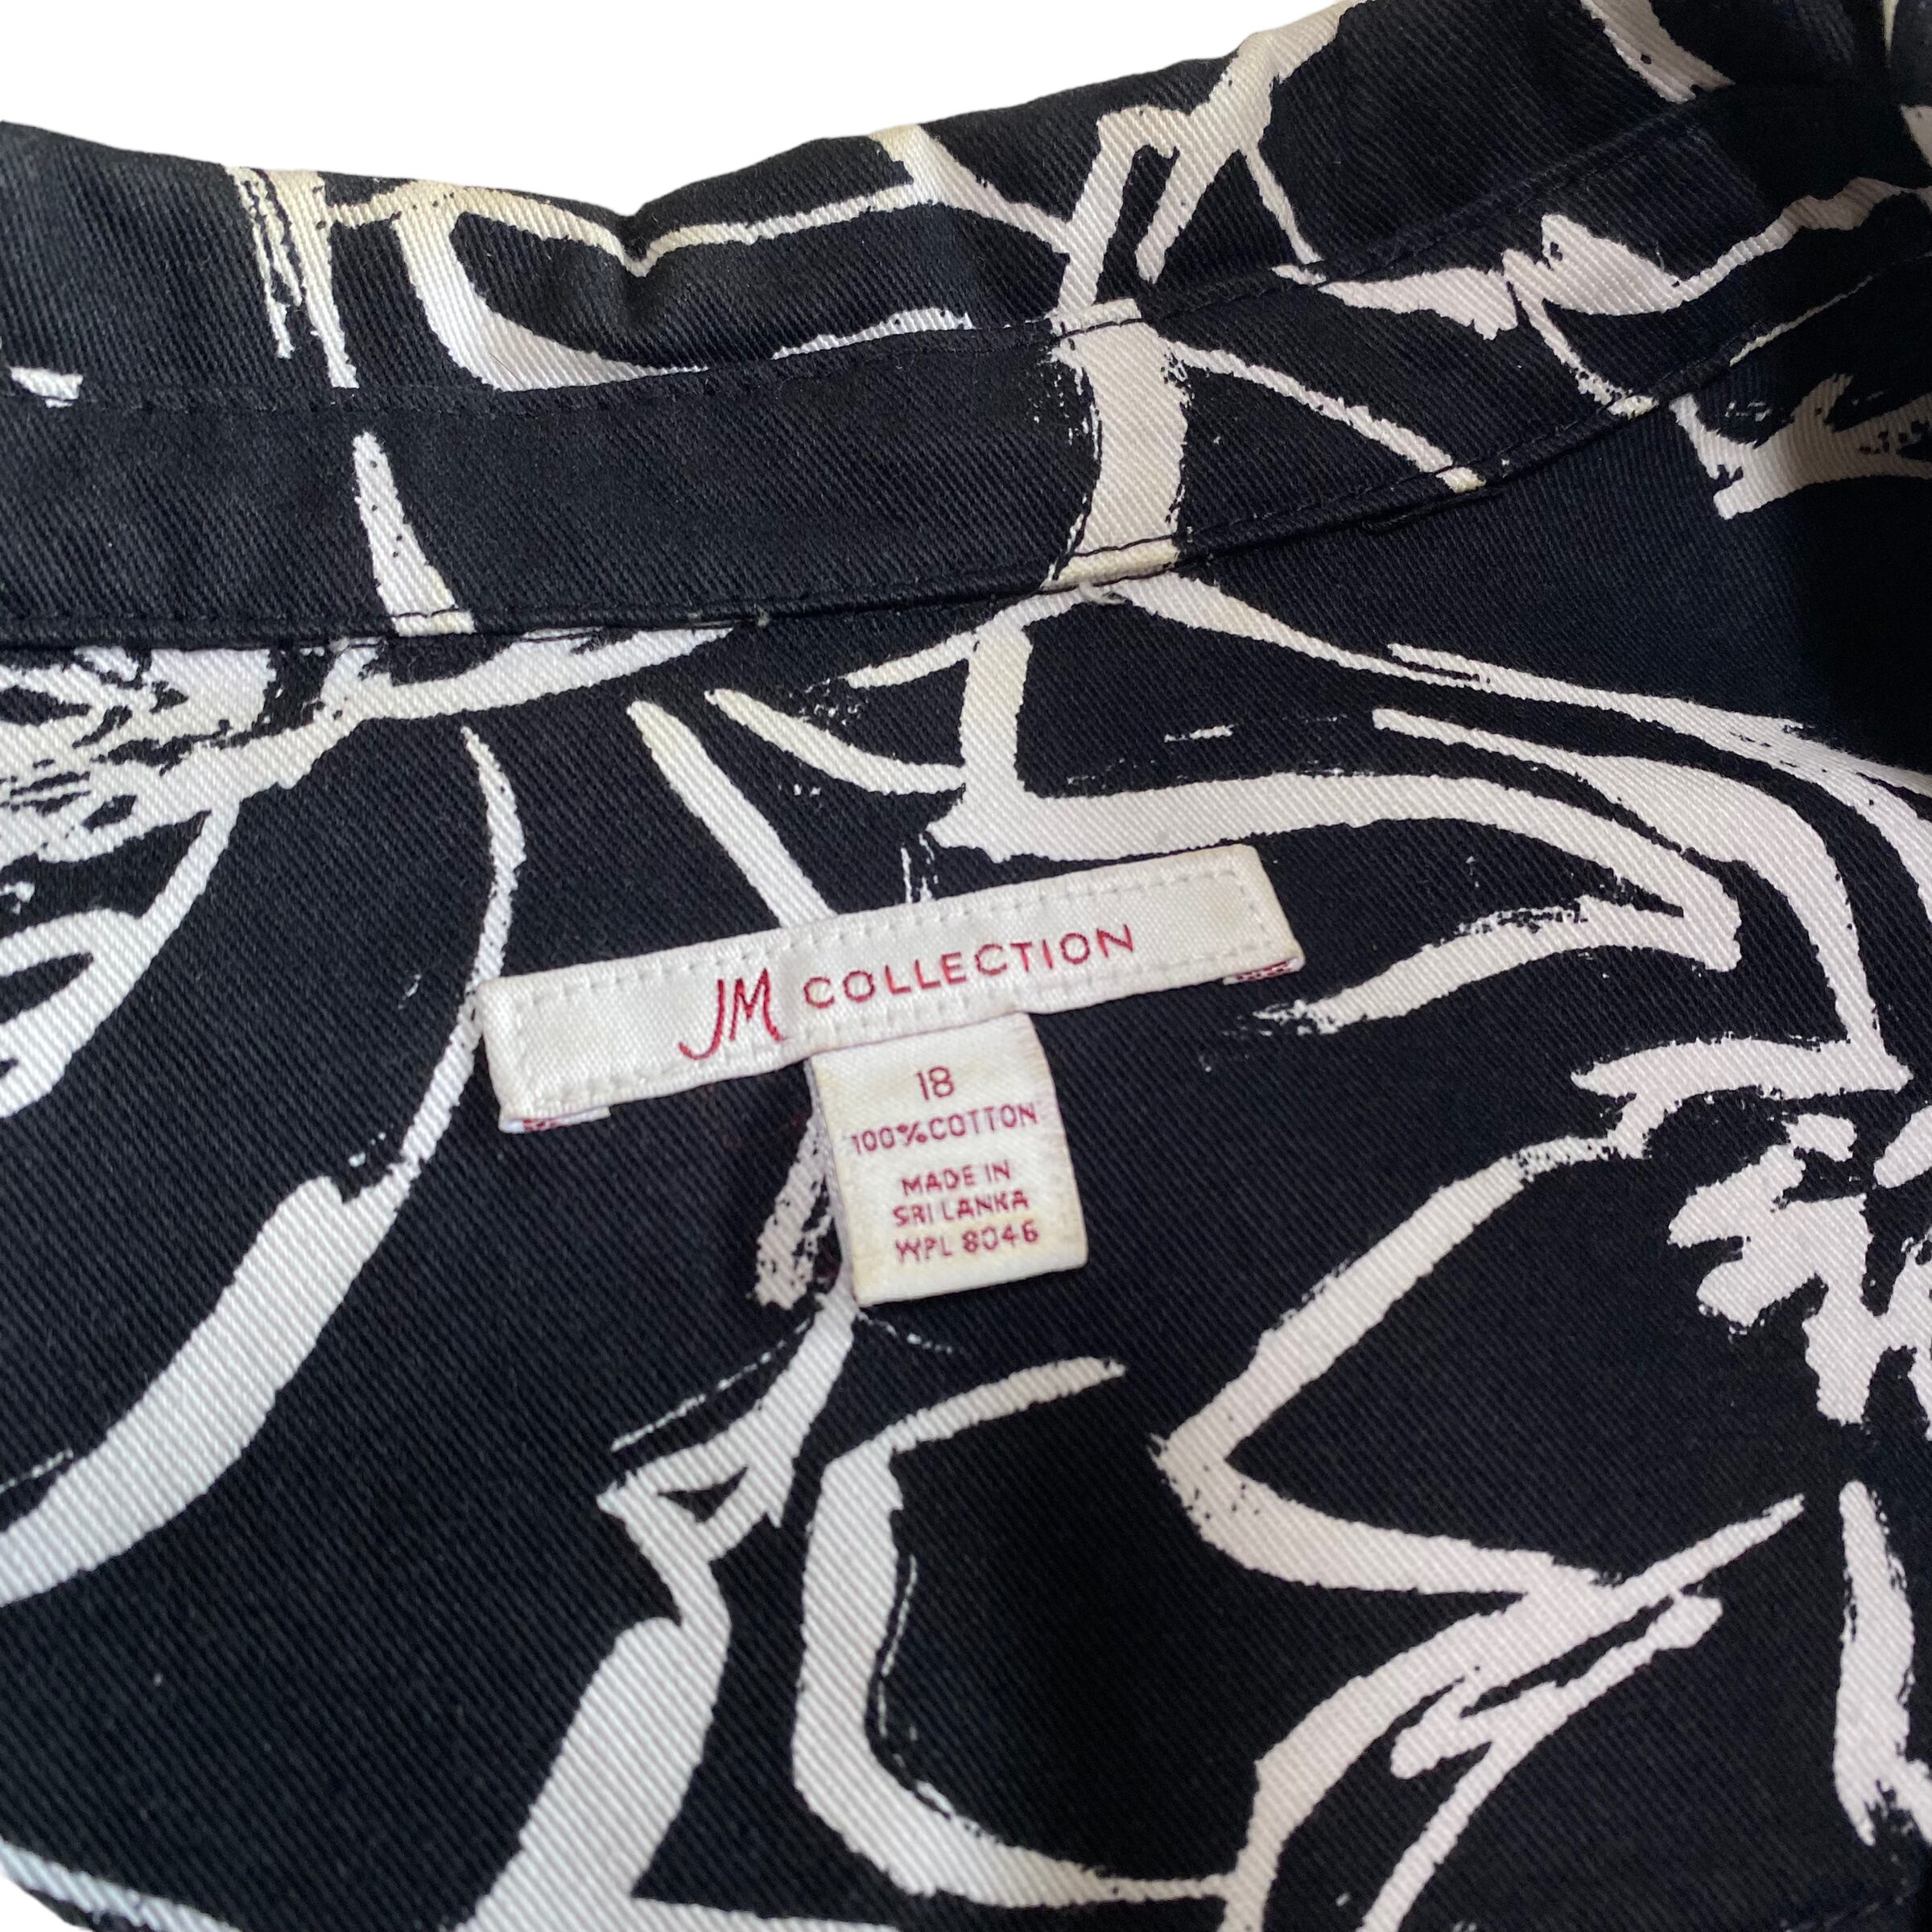 JM COLLECTION
18
100% COTTON
MADE IN
SRI LANKA
WPL 8046